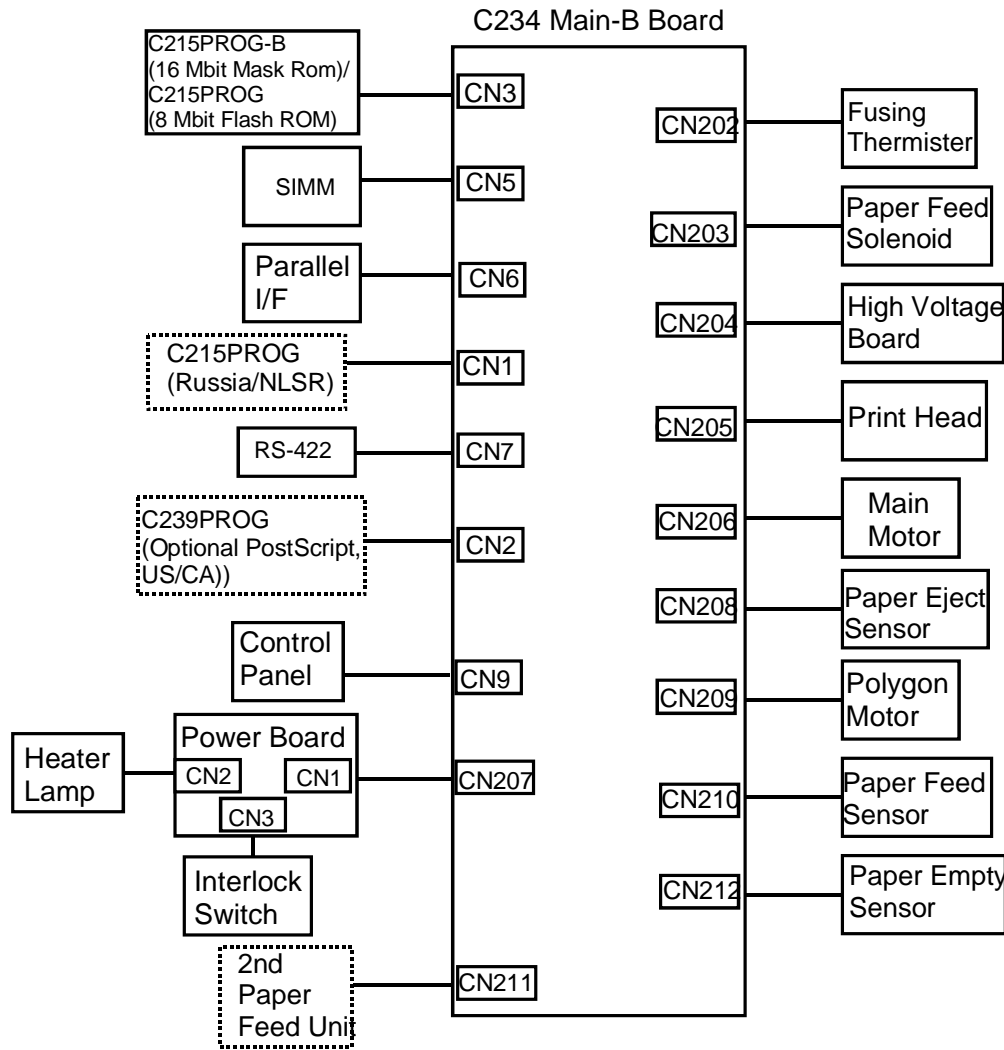 C234 Main-B Board
C215PROG-B
(16 Mbit Mask Rom)/
C215PROG
(8 Mbit Flash ROM)
CN3
SIMM
CN5
Parallel
I/F
CN6
C215PROG
(Russia/NLSR)
CN1
RS-422
CN7
C239PROG
(Optional PostScript,
US/CA))
CN2
Control
Panel
CN9
Heater
Lamp
Power Board
CN2
CN1
CN3
CN207
Interlock
Switch
2nd
Paper
Feed Unit
CN211
CN202
Fusing
Thermister
CN203
Paper Feed
Solenoid
CN204
High Voltage
Board
CN205
Print Head
CN206
Main
Motor
CN208
Paper Eject
Sensor
CN209
Polygon
Motor
CN210
Paper Feed
Sensor
CN212
Paper Empty
Sensor